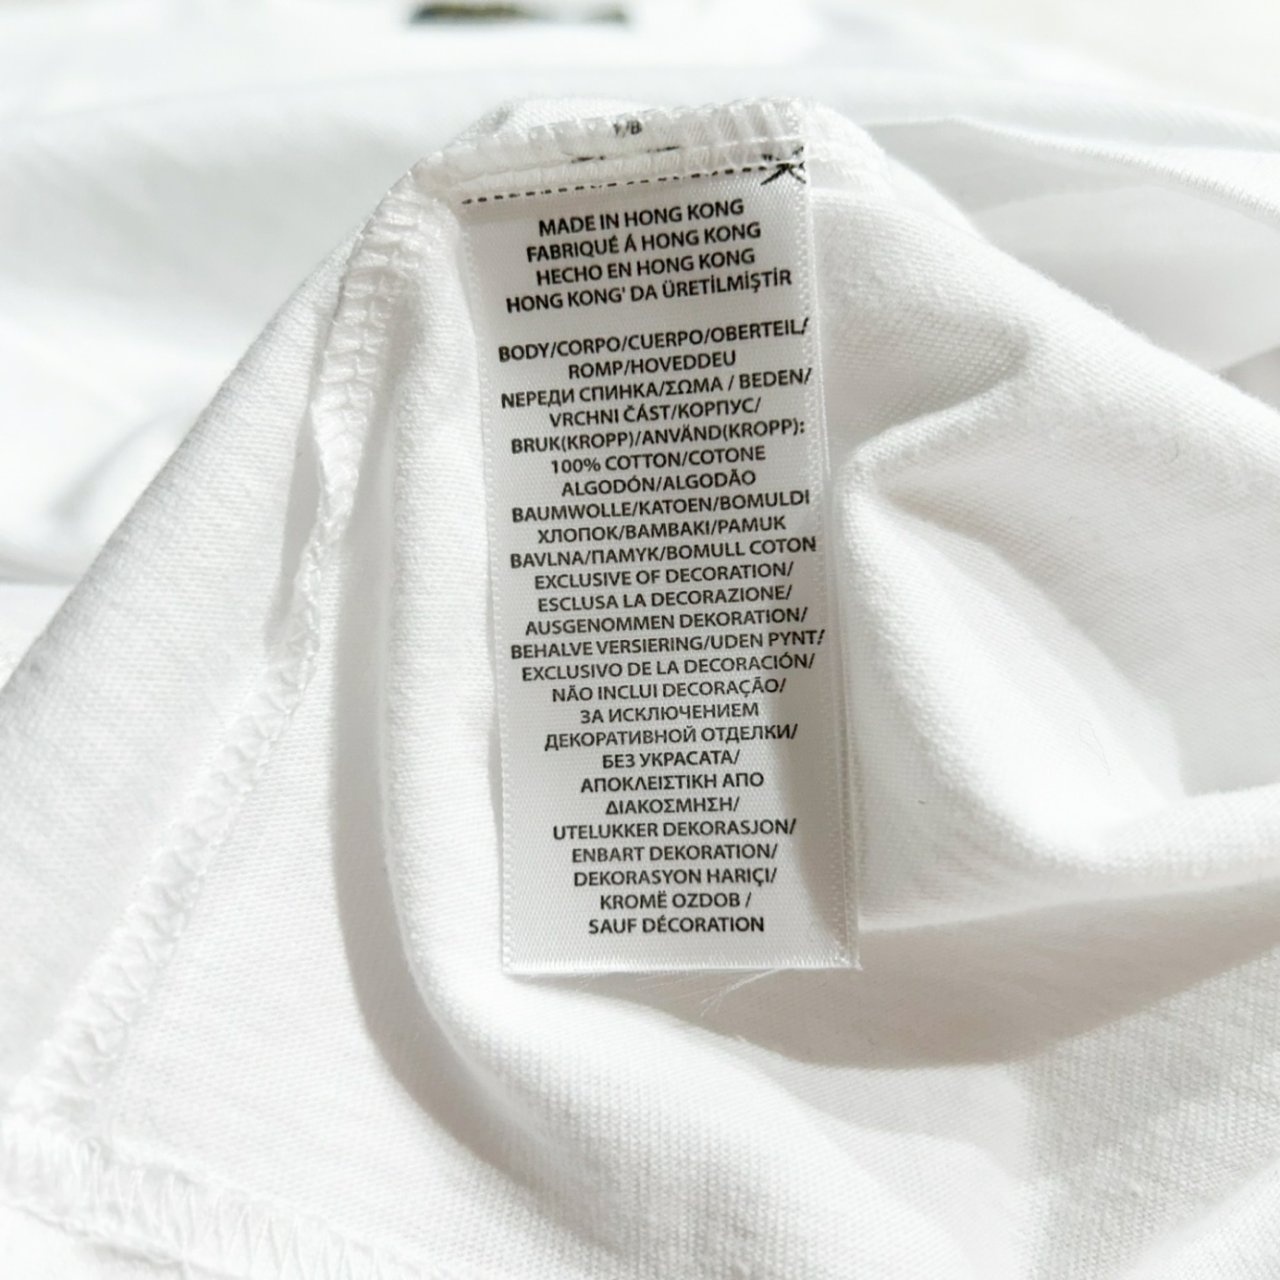 MADE IN HONG KONG
FABRIQUÉ Á HONG KONG
HECHO EN HONG KONG
HONG KONG' DA ÜRETİLMİŞTİR
BODY/CORPO/CUERPO/OBERTEIL/
ROMP/HOVEDDEU
NЕРЕДИ СПИНКА/ΣΩΜΑ / BEDEN/
VRCHNI ČÁST/КОРПУС/
BRUK(KROPP)/ANVÄND(KROPP):
100% COTTON/COTONE
ALGODÓN/ALGODÃO
BAUMWOLLE/KATOEN/BOMULDI
ХЛОПОК/BAMBAKI/PAMUK
BAVLNA/ПАМУК/BOMULL COTON
EXCLUSIVE OF DECORATION/
ESCLUSA LA DECORAZIONE/
AUSGENOMMEN DEKORATION/
BEHALVE VERSIERING/UDEN PYNT/
EXCLUSIVO DE LA DECORACIÓN/
NÃO INCLUI DECORAÇÃO/
ЗА ИСКЛЮЧЕНИЕМ
ДЕКОРАТИВНОЙ ОТДЕЛКИ/
БЕЗ УКРАСАТА/
ΑΠΟΚΛΕΙΣΤΙΚΗ ΑΠΟ
ΔΙΑΚΟΣΜΗΣΗ/
UTELUKKER DEKORASJON/
ENBART DEKORATION/
DEKORASYON HARIÇI/
KROMË OZDOB /
SAUF DÉCORATION